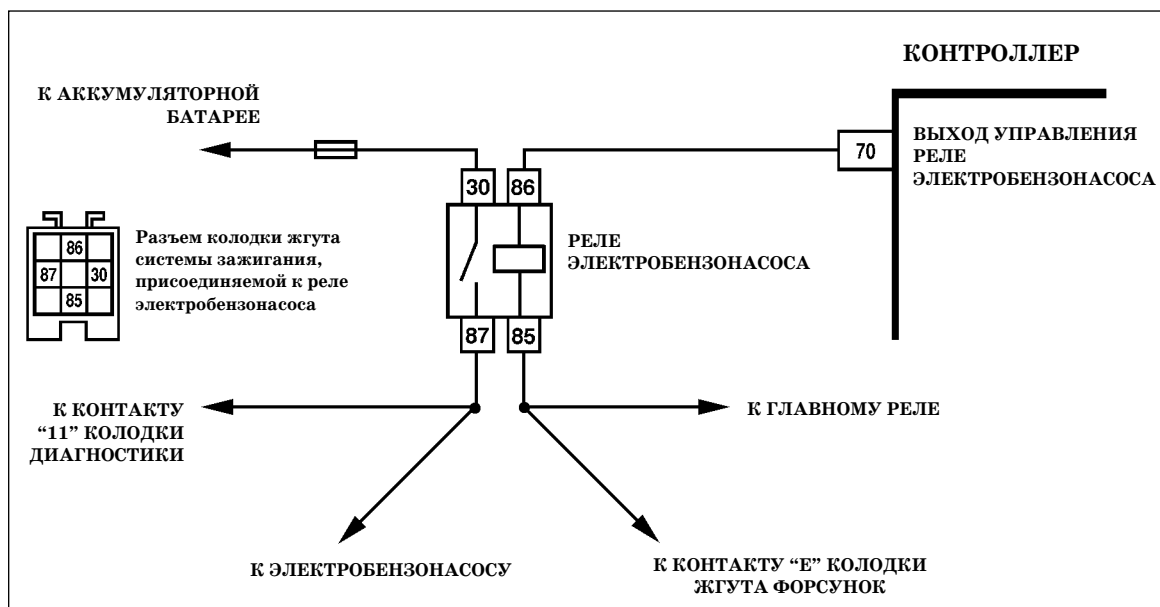 КОНТРОЛЛЕР
К АККУМУЛЯТОРНОЙ
БАТАРЕЕ
70
ВЫХОД УПРАВЛЕНИЯ
РЕЛЕ
ЭЛЕКТРОБЕНЗОНАСОСА
30 86
86
87 30
85
Разъем колодки жгута
системы зажигания,
присоединяемой к реле
электробензонасоса
РЕЛЕ
ЭЛЕКТРОБЕНЗОНАСОСА
87 85
К КОНТАКТУ
“11” КОЛОДКИ
ДИАГНОСТИКИ
К ГЛАВНОМУ РЕЛЕ
К ЭЛЕКТРОБЕНЗОНАСОСУ
К КОНТАКТУ “Е” КОЛОДКИ
ЖГУТА ФОРСУНОК